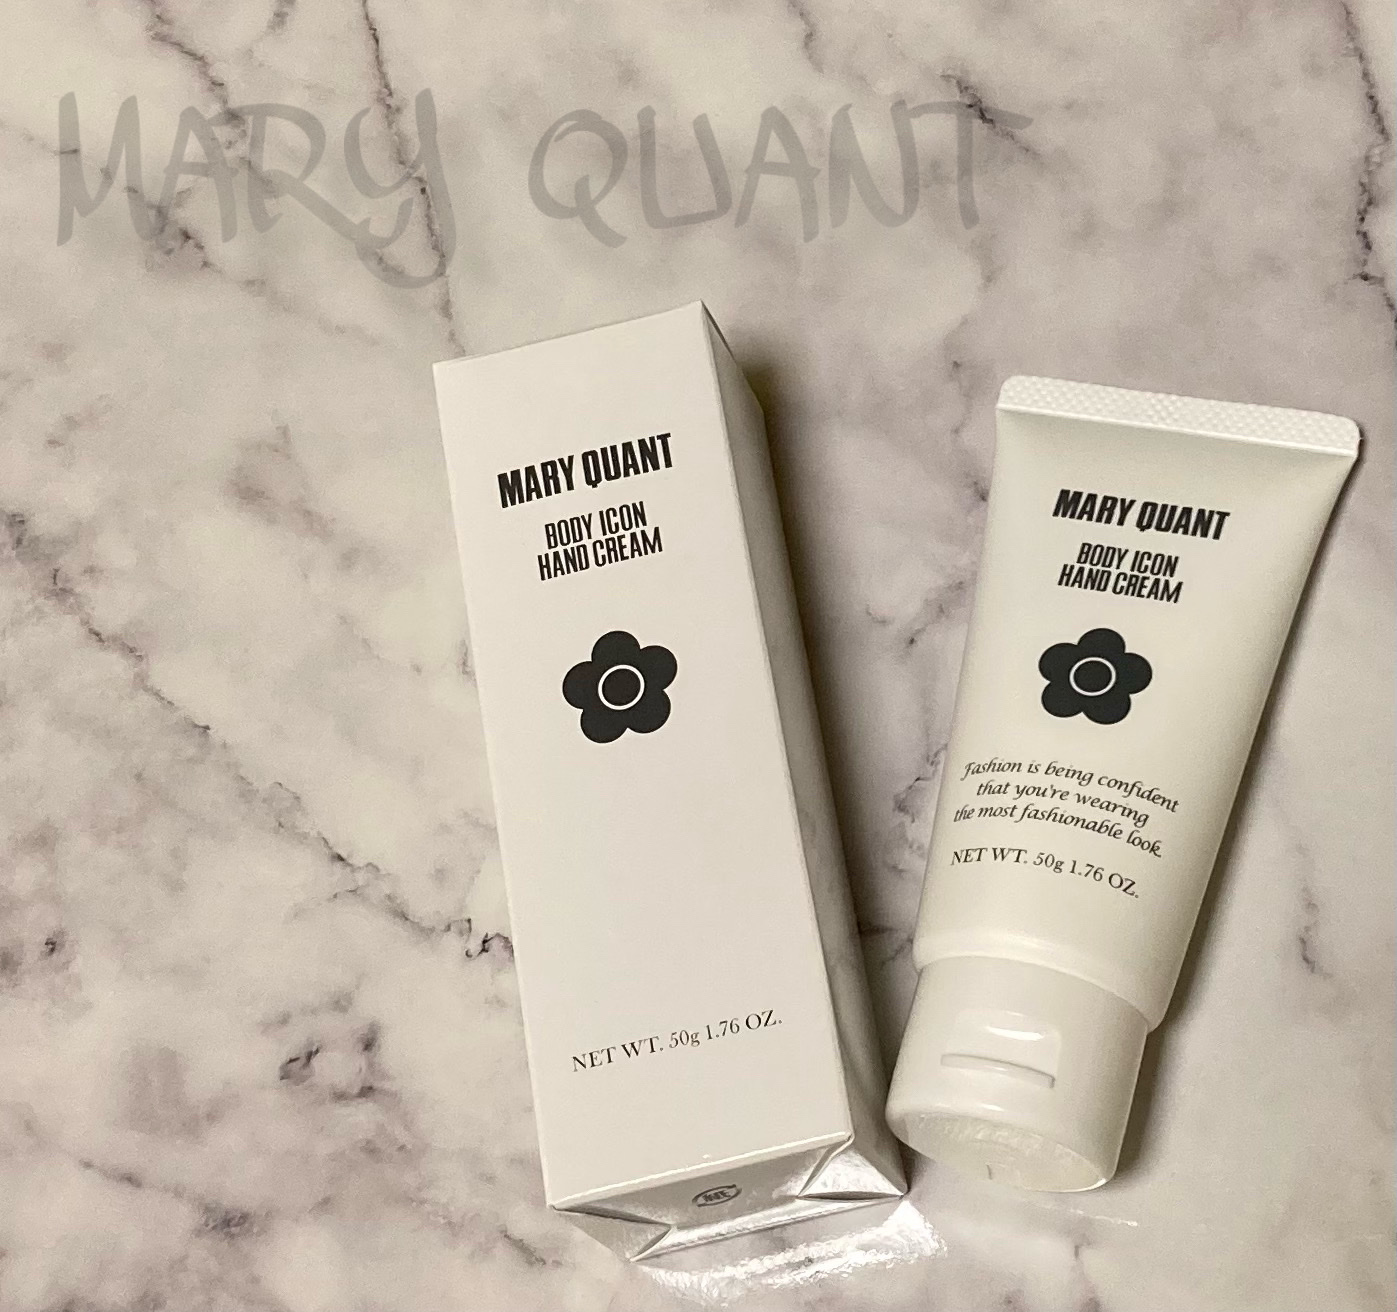 MARY QUANT
MARY QUANT
BODY ICON
HAND CREAM
NET WT. 50g 1.76 OZ.
MARY QUANT
BODY ICON
HAND CREAM
Fashion is being confident
that you're wearing
the most fashionable look.
NET WT. 50g 1.76 OZ.